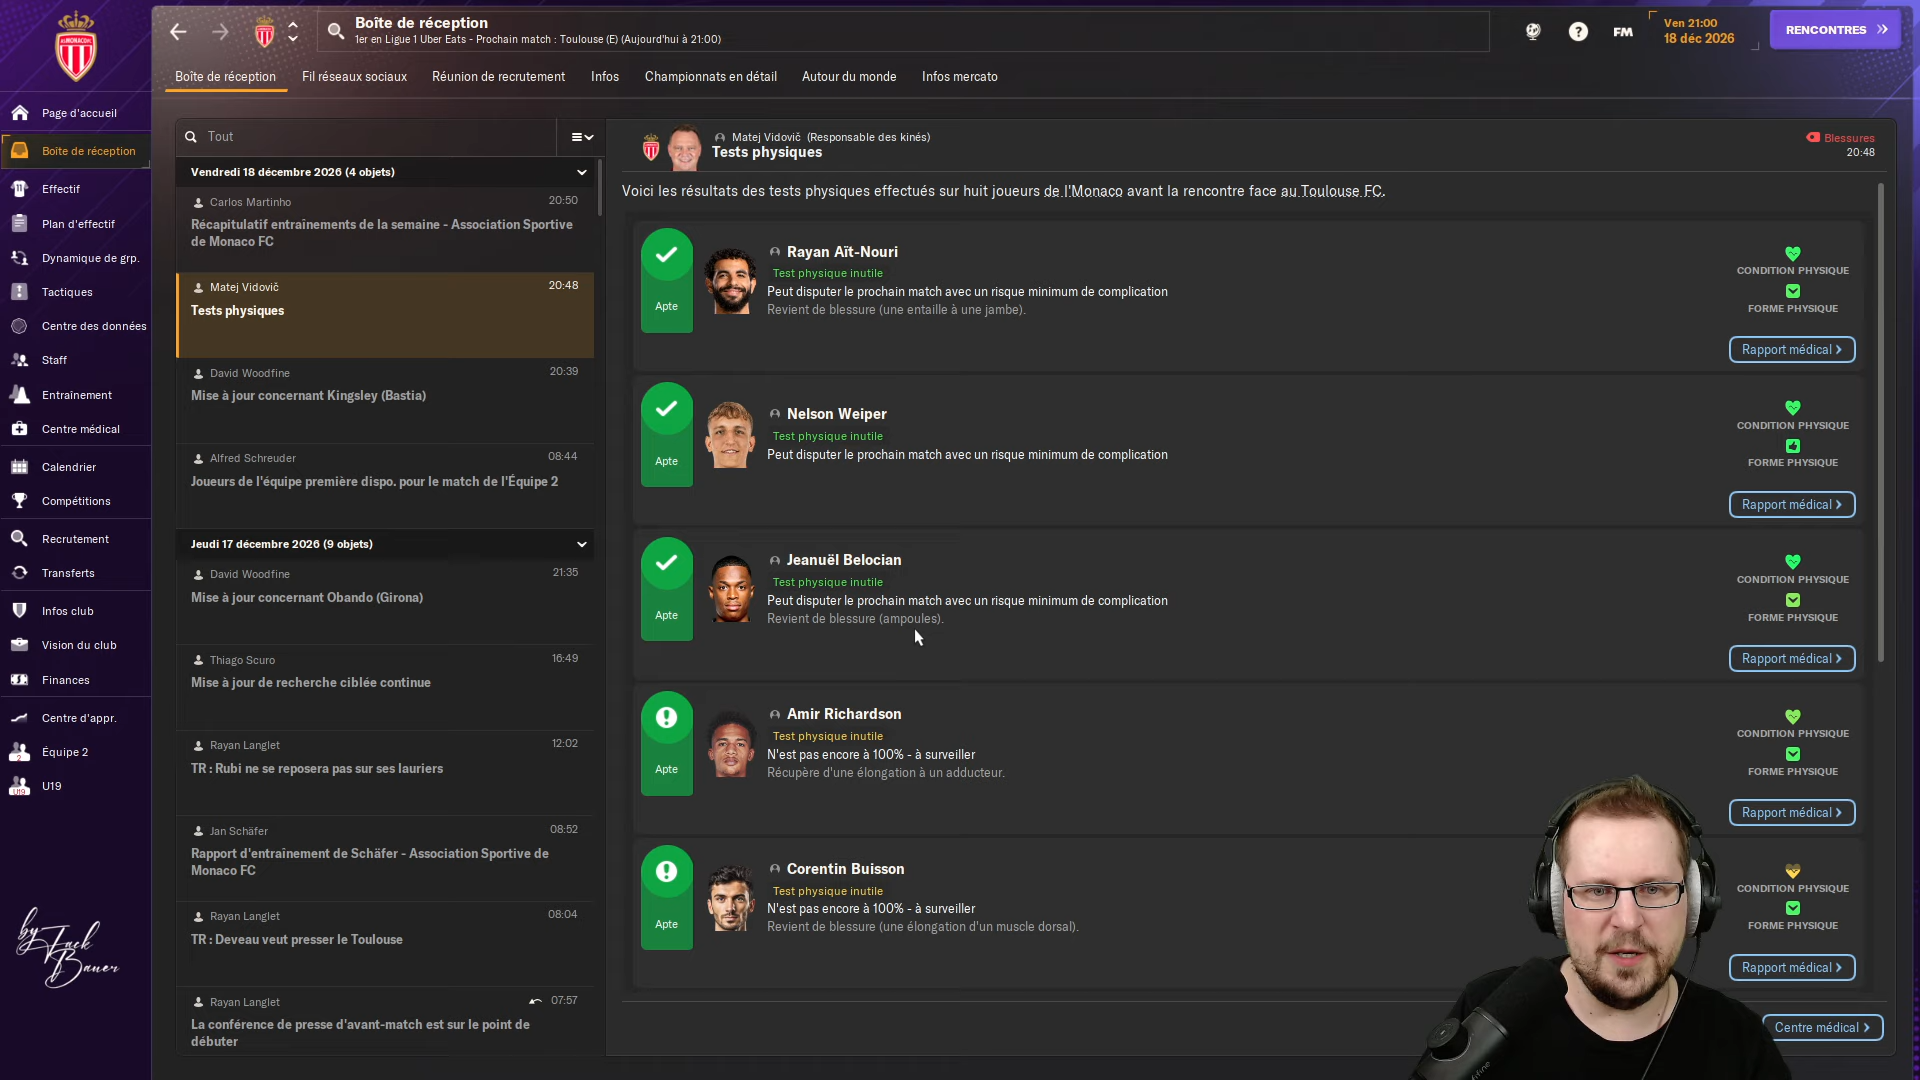 Boîte de réception
1er en Ligue 1 Uber Eats - Prochain match : Toulouse (E) (Aujourd'hui à 21:00)
FM
Ven 21:00
18 déc 2026
RENCONTRES
Boîte de réception
Fil réseaux sociaux
Réunion de recrutement
Infos
Championnats en détail
Autour du monde
Infos mercato
Page d'accueil
Boîte de réception
Effectif
Plan d'effectif
Dynamique de grp.
Tactiques
Centre des données
Staff
Entraînement
Centre médical
Calendrier
Compétitions
Recrutement
Transferts
Infos club
Vision du club
Finances
Centre d'appr.
Équipe 2
U19
by Jack
Bauer
Tout
Vendredi 18 décembre 2026 (4 objets)
Carlos Martinho 20:50
Récapitulatif entraînements de la semaine - Association Sportive
de Monaco FC
Matej Vidovič 20:48
Tests physiques
David Woodfine 20:39
Mise à jour concernant Kingsley (Bastia)
Alfred Schreuder 08:44
Joueurs de l'équipe première dispo. pour le match de l'Équipe 2
Jeudi 17 décembre 2026 (9 objets)
David Woodfine 21:35
Mise à jour concernant Obando (Girona)
Thiago Scuro 16:49
Mise à jour de recherche ciblée continue
Rayan Langlet 12:02
TR : Rubi ne se reposera pas sur ses lauriers
Jan Schäfer 08:52
Rapport d'entraînement de Schäfer - Association Sportive de
Monaco FC
Rayan Langlet 08:04
TR : Deveau veut presser le Toulouse
Rayan Langlet 07:57
La conférence de presse d'avant-match est sur le point de
débuter
Matej Vidovič (Responsable des kinés)
Tests physiques
Blessures
20:48
Voici les résultats des tests physiques effectués sur huit joueurs de l'Monaco avant la rencontre face au Toulouse FC.
Apte
Rayan Aït-Nouri
Test physique inutile
Peut disputer le prochain match avec un risque minimum de complication
Revient de blessure (une entaille à une jambe).
CONDITION PHYSIQUE
FORME PHYSIQUE
Rapport médical
Apte
Nelson Weiper
Test physique inutile
Peut disputer le prochain match avec un risque minimum de complication
CONDITION PHYSIQUE
FORME PHYSIQUE
Rapport médical
Apte
Jeanuël Belocian
Test physique inutile
Peut disputer le prochain match avec un risque minimum de complication
Revient de blessure (ampoules).
CONDITION PHYSIQUE
FORME PHYSIQUE
Rapport médical
Apte
Amir Richardson
Test physique inutile
N'est pas encore à 100% - à surveiller
Récupère d'une élongation à un adducteur.
CONDITION PHYSIQUE
FORME PHYSIQUE
Rapport médical
Apte
Corentin Buisson
Test physique inutile
N'est pas encore à 100% - à surveiller
Revient de blessure (une élongation d'un muscle dorsal).
CONDITION PHYSIQUE
FORME PHYSIQUE
Rapport médical
Centre médical